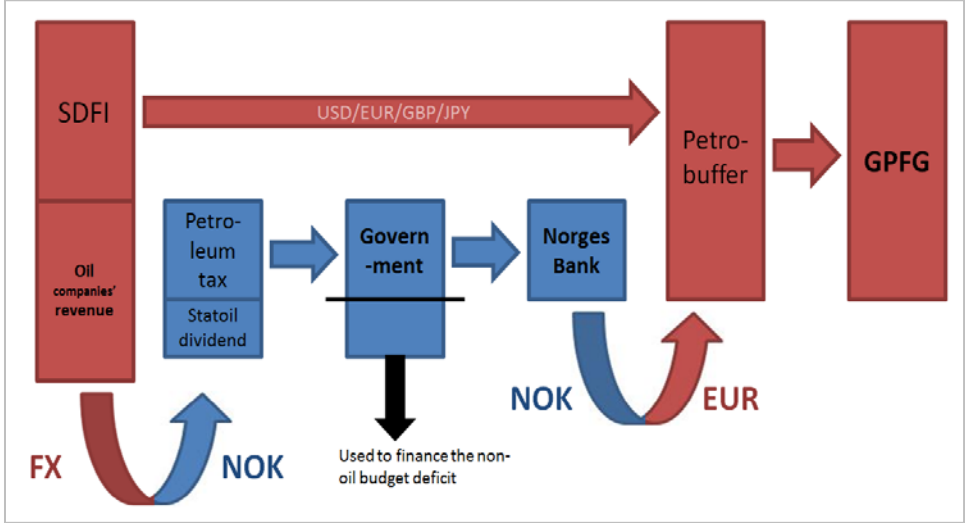 SDFI
USD/EUR/GBP/JPY
Petro-
buffer
GPFG
Oil
companies'
revenue
Petro-
leum
tax
Statoil
dividend
Govern
-ment
Norges
Bank
FX
NOK
NOK
EUR
Used to finance the non-
oil budget deficit